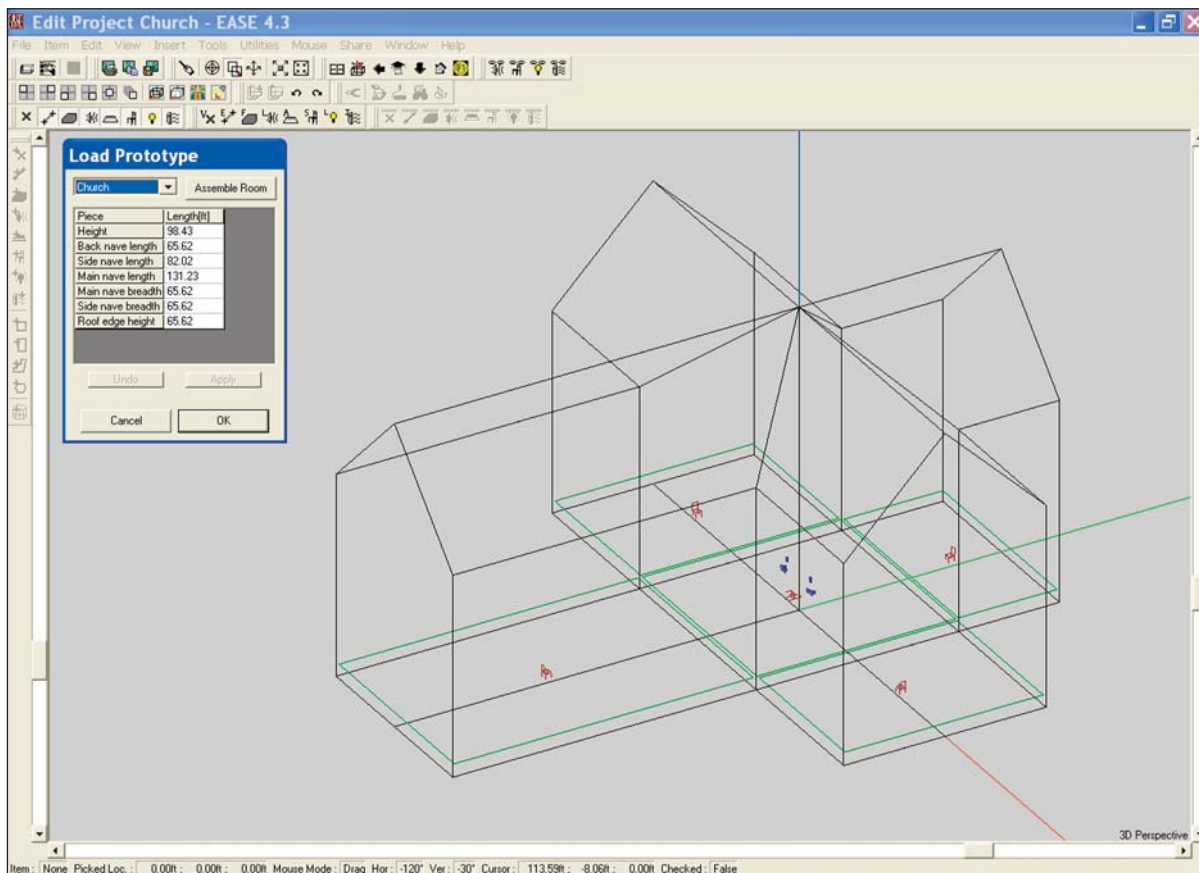 Edit Project Church - EASE 4.3
File Item Edit View Insert Tools Utilities Mouse Share Window Help
Load Prototype
Church Assemble Room
Piece Length[ft]
Height 98.43
Back nave length 65.62
Side nave length 82.02
Main nave length 131.23
Main nave breadth 65.62
Side nave breadth 65.62
Roof edge height 65.62
Undo Apply
Cancel OK
3D Perspective
Item : None Picked Loc. : 0.00ft ; 0.00ft ; 0.00ft Mouse Mode : Drag Hor : -120° Ver : -30° Cursor : 113.59ft ; -8.06ft ; 0.00ft Checked : False